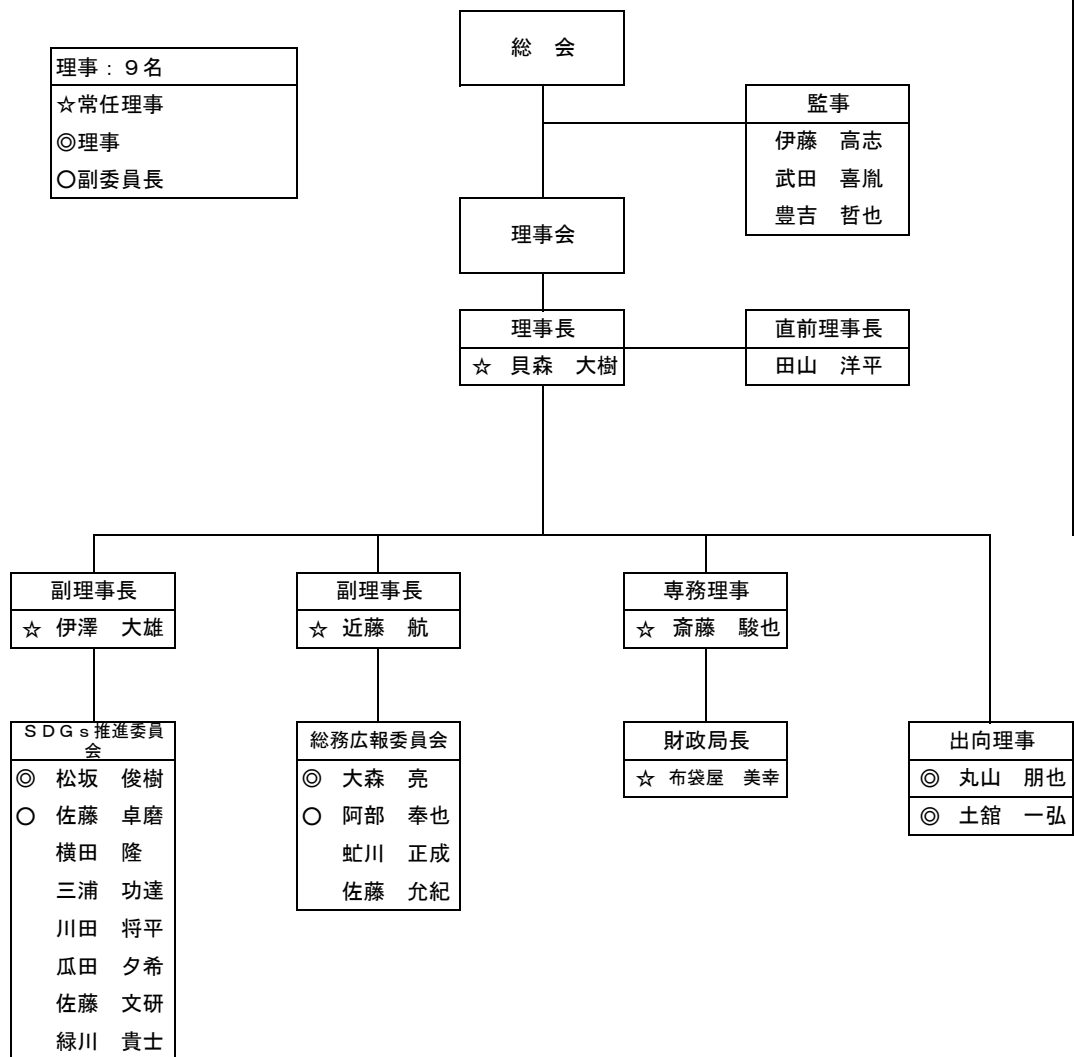 総　会
理事：９名
☆常任理事
◎理事
〇副委員長
監事
伊藤　高志
武田　喜胤
豊吉　哲也
理事会
理事長
☆　貝森　大樹
直前理事長
田山　洋平
副理事長
☆　伊澤　大雄
副理事長
☆　近藤　航
専務理事
☆　斎藤　駿也
ＳＤＧｓ推進委員
会
◎　松坂　俊樹
〇　佐藤　卓磨
横田　隆
三浦　功達
川田　将平
瓜田　夕希
佐藤　文研
緑川　貴士
総務広報委員会
◎　大森　亮
〇　阿部　奉也
虻川　正成
佐藤　允紀
財政局長
☆　布袋屋　美幸
出向理事
◎　丸山　朋也
◎　土舘　一弘